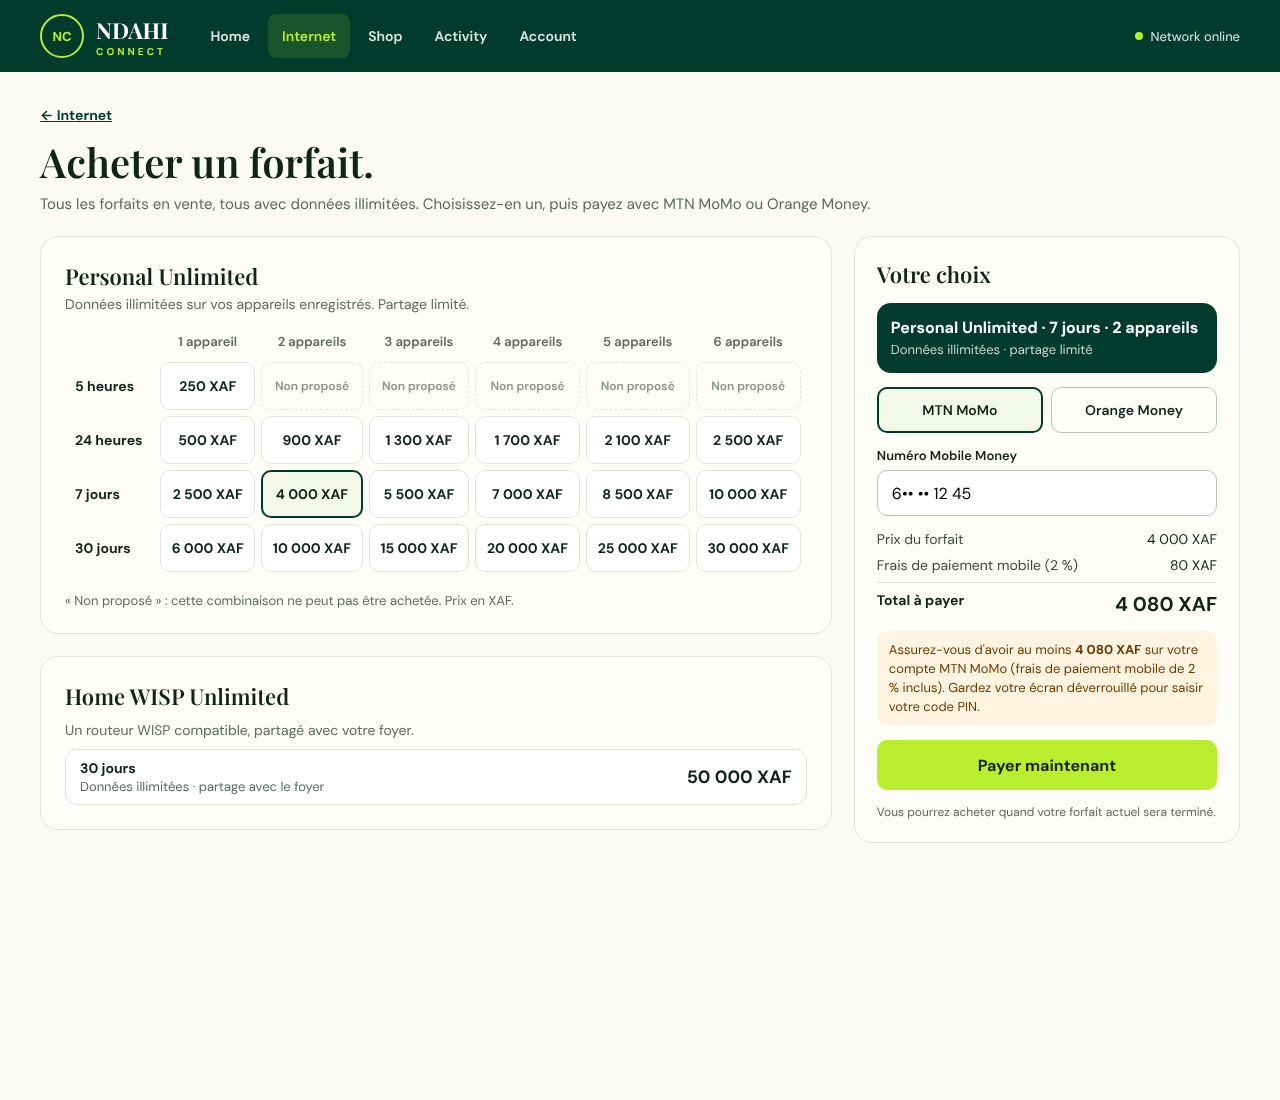 NC
NDAHI
CONNECT
Home
Internet
Shop
Activity
Account
Network online
← Internet
Acheter un forfait.
Tous les forfaits en vente, tous avec données illimitées. Choisissez-en un, puis payez avec MTN MoMo ou Orange Money.
Personal Unlimited
Données illimitées sur vos appareils enregistrés. Partage limité.
1 appareil 2 appareils 3 appareils 4 appareils 5 appareils 6 appareils
5 heures 250 XAF Non proposé Non proposé Non proposé Non proposé Non proposé
24 heures 500 XAF 900 XAF 1 300 XAF 1 700 XAF 2 100 XAF 2 500 XAF
7 jours 2 500 XAF 4 000 XAF 5 500 XAF 7 000 XAF 8 500 XAF 10 000 XAF
30 jours 6 000 XAF 10 000 XAF 15 000 XAF 20 000 XAF 25 000 XAF 30 000 XAF
« Non proposé » : cette combinaison ne peut pas être achetée. Prix en XAF.
Home WISP Unlimited
Un routeur WISP compatible, partagé avec votre foyer.
30 jours
Données illimitées · partage avec le foyer
50 000 XAF
Votre choix
Personal Unlimited · 7 jours · 2 appareils
Données illimitées · partage limité
MTN MoMo
Orange Money
Numéro Mobile Money
6•• •• 12 45
Prix du forfait 4 000 XAF
Frais de paiement mobile (2 %) 80 XAF
Total à payer 4 080 XAF
Assurez-vous d'avoir au moins 4 080 XAF sur votre
compte MTN MoMo (frais de paiement mobile de 2
% inclus). Gardez votre écran déverrouillé pour saisir
votre code PIN.
Payer maintenant
Vous pourrez acheter quand votre forfait actuel sera terminé.